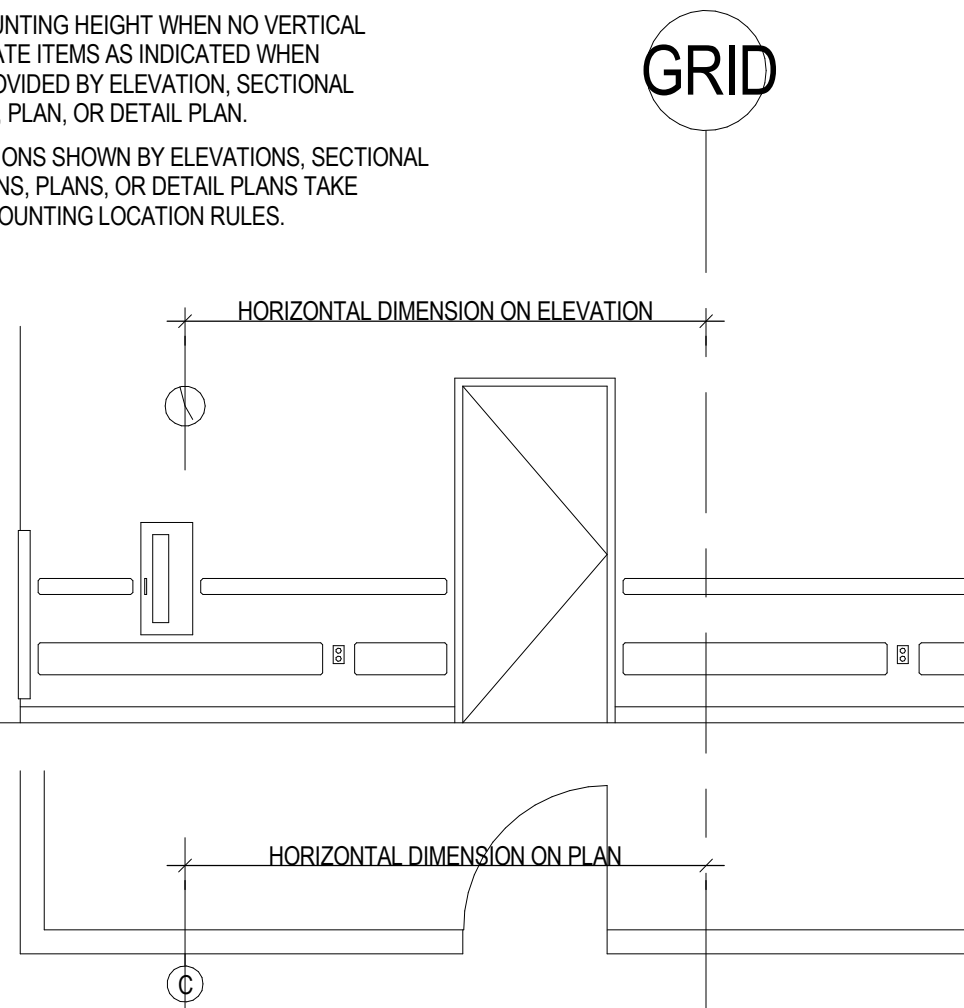 UNTING HEIGHT WHEN NO VERTICAL
ATE ITEMS AS INDICATED WHEN
OVIDED BY ELEVATION, SECTIONAL
, PLAN, OR DETAIL PLAN.
IONS SHOWN BY ELEVATIONS, SECTIONAL
NS, PLANS, OR DETAIL PLANS TAKE
OUNTING LOCATION RULES.
GRID
HORIZONTAL DIMENSION ON ELEVATION
HORIZONTAL DIMENSION ON PLAN
C